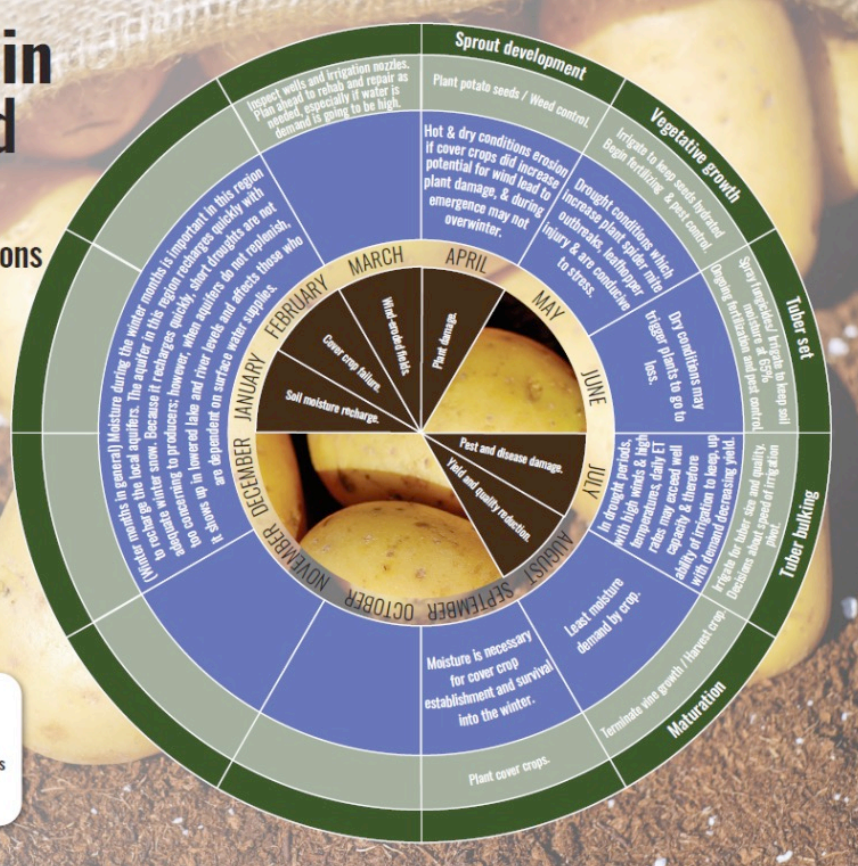 in
d
ons
s
Sprout development
Vegetative growth
Tuber set
Tuber bulking
Maturation
Inspect wells and irrigation nozzles.
Plan ahead to rehab and repair as
needed, especially if water is
demand is going to be high.
Plant potato seeds / Weed control.
Irrigate to keep seeds hydrated
Begin fertilizing & pest control.
Spray fungicides/ Irrigate to keep soil
moisture at 65%
Ongoing fertilization and pest control.
Irrigate for tuber size and quality.
Decisions about speed of irrigation
pivot.
Terminate vine growth / Harvest crop.
Plant cover crops.
Hot & dry conditions erosion
if cover crops did increase
potential for wind lead to
plant damage, & during
emergence may not
overwinter.
Drought conditions which
increase plant spider mite
outbreaks, leafhopper
injury & are conducive
to stress.
Dry conditions may
trigger plants to go to
loss.
In drought periods,
with high winds & high
temperatures, daily ET
rates may exceed well
capacity & therefore
ability of irrigation to keep, up
with demand decreasing yield.
Least moisture
demand by crop.
Moisture is necessary
for cover crop
establishment and survival
into the winter.
(Winter months in general) Moisture during the winter months is important in this region
to recharge the local aquifers. The aquifer in this region recharges quickly with
adequate winter snow. Because it recharges quickly, short droughts are not
too concerning to producers; however, when aquifers do not replenish,
it shows up in lowered lake and river levels and affects those who
are dependent on surface water supplies.
JANUARY
FEBRUARY
MARCH
APRIL
MAY
JUNE
JULY
AUGUST
SEPTEMBER
OCTOBER
NOVEMBER
DECEMBER
Soil moisture recharge.
Cover crop failure.
Wind-eroded fields
Plant damage.
Pest and disease damage.
Yield and quality reduction.